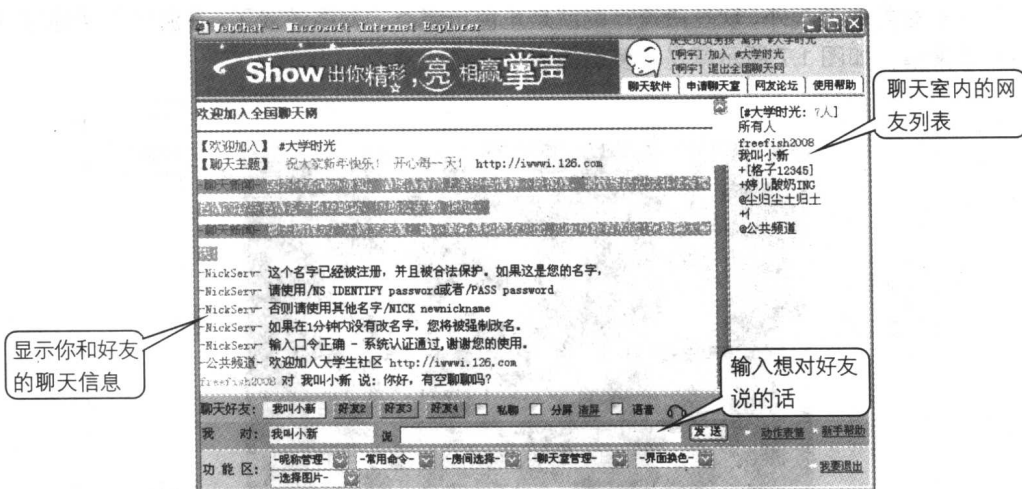 WebChat - Microsoft Internet Explorer
Show出你精彩,亮相赢掌声
[啊宇] 加入 #大学时光
[啊宇] 退出全国聊天网
聊天软件 申请聊天室 网友论坛 使用帮助
聊天室内的网
友列表
欢迎加入全国聊天网
【欢迎加入】 #大学时光
【聊天主题】 祝大家新年快乐! 开心每一天! http://iwwwi.126.com
-聊天新闻-
-聊天新闻-
[#大学时光: 7人]
所有人
freefish2008
我叫小新
+[格子12345]
+婷儿酸奶ING
@尘归尘土归土
@公共频道
-NickServ- 这个名字已经被注册,并且被合法保护。如果这是您的名字,
-NickServ- 请使用/NS IDENTIFY password或者/PASS password
-NickServ- 否则请使用其他名字/NICK newnickname
-NickServ- 如果在1分钟内没有改名字,您将被强制改名。
-NickServ- 输入口令正确 - 系统认证通过,谢谢您的使用。
-公共频道- 欢迎加入大学生社区 http://iwwwi.126.com
freefish2008 对 我叫小新 说: 你好,有空聊聊吗?
显示你和好友
的聊天信息
输入想对好友
说的话
聊天好友: 我叫小新 好友2 好友3 好友4 私聊 分屏 清屏 语音
我 对: 我叫小新 说 发送 动作表情 新手帮助
功能区: -昵称管理- -常用命令- -房间选择- -聊天室管理- -界面换色- 我要退出
-选择图片-